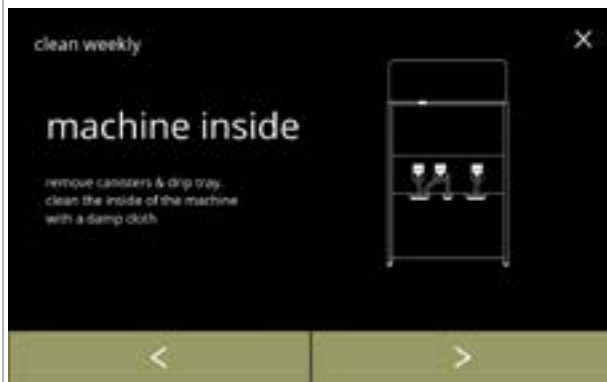 clean weekly
machine inside
remove canisters & drip tray.
clean the inside of the machine
with a damp cloth